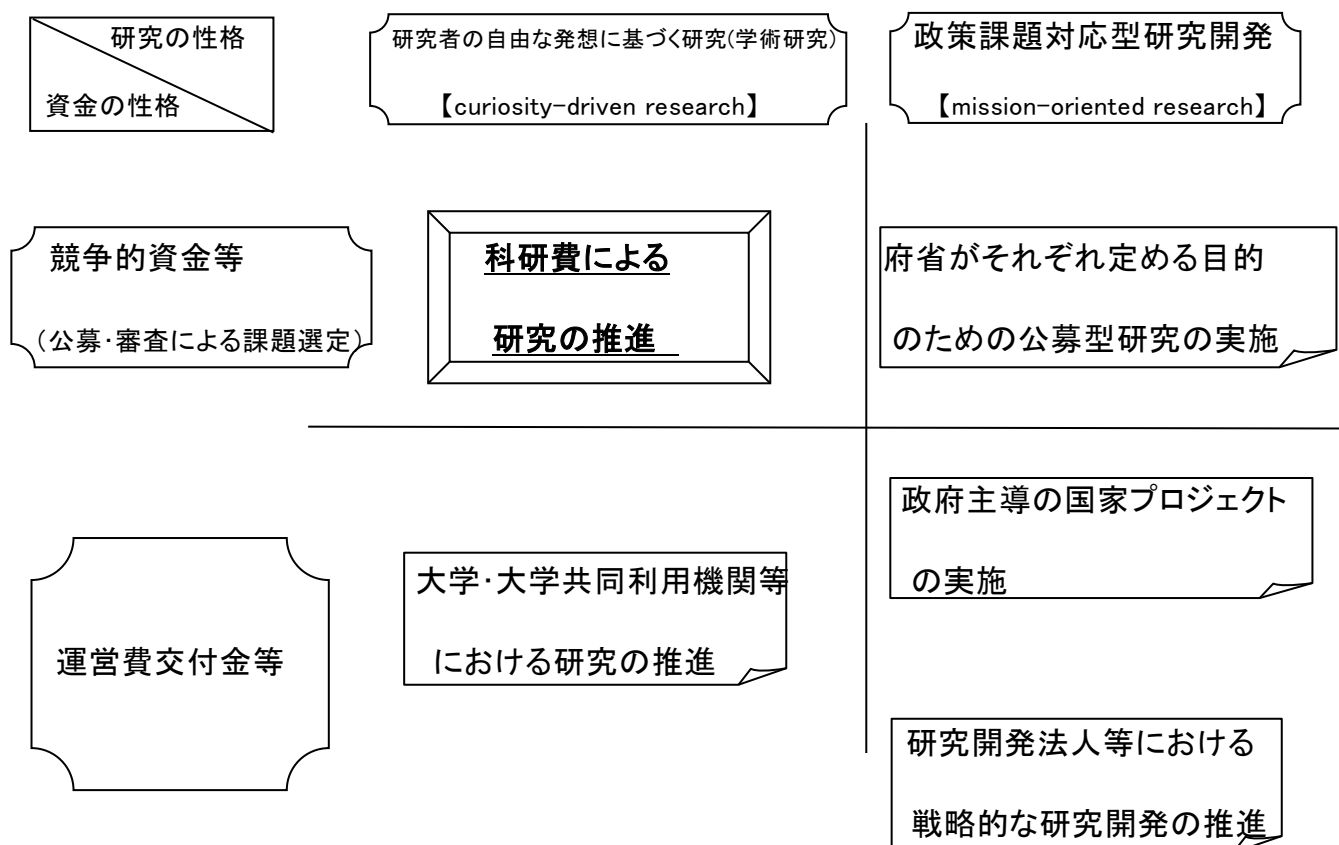 研究の性格
資金の性格
研究者の自由な発想に基づく研究(学術研究)
【curiosity-driven research】
政策課題対応型研究開発
【mission-oriented research】
競争的資金等
(公募・審査による課題選定)
科研費による
研究の推進
府省がそれぞれ定める目的
のための公募型研究の実施
運営費交付金等
大学・大学共同利用機関等
における研究の推進
政府主導の国家プロジェクト
の実施
研究開発法人等における
戦略的な研究開発の推進